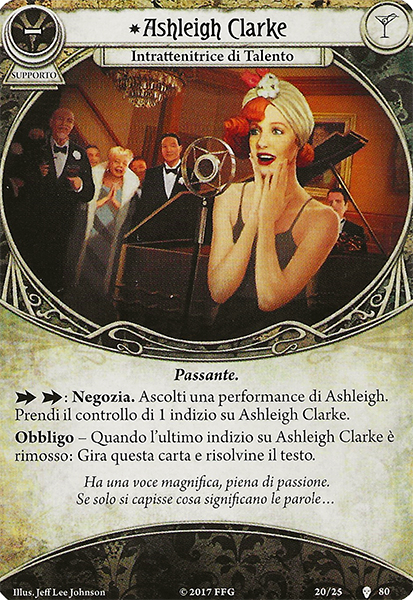 Ashleigh Clarke
SUPPORTO
Intrattenitrice di Talento
Passante.
: Negozia. Ascolti una performance di Ashleigh.
Prendi il controllo di 1 indizio su Ashleigh Clarke.
Obbligo – Quando l'ultimo indizio su Ashleigh Clarke è
rimosso: Gira questa carta e risolvine il testo.
Ha una voce magnifica, piena di passione.
Se solo si capisse cosa significano le parole…
Illus. Jeff Lee Johnson © 2017 FFG 20/25 80